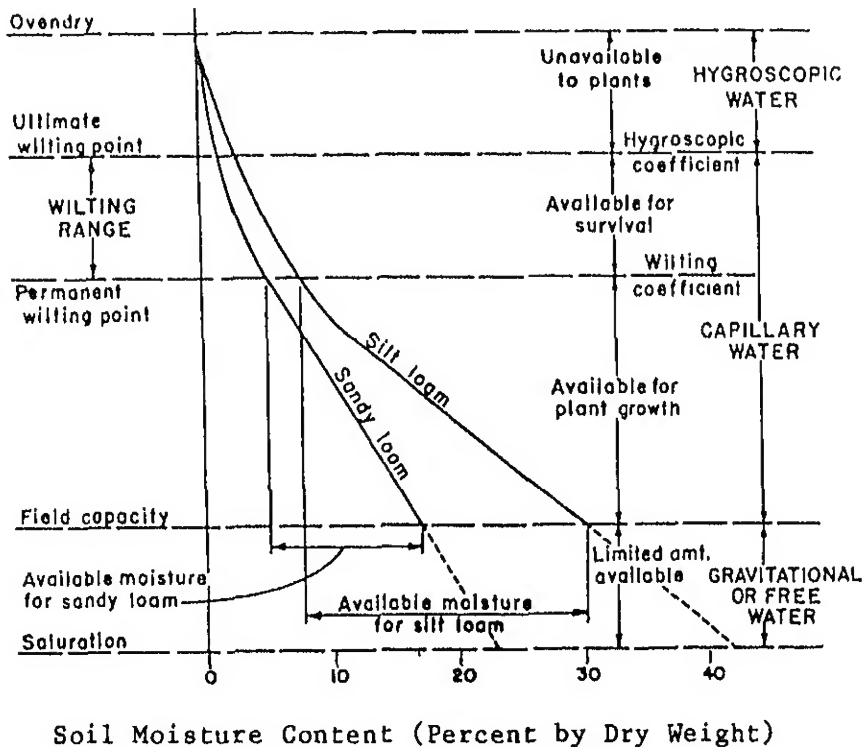 Ovendry
Unavailable
to plants
HYGROSCOPIC
WATER
Ultimate
wilting point
Hygroscopic
coefficient
WILTING
RANGE
Available for
survival
Permanent
wilting point
Wilting
coefficient
CAPILLARY
WATER
Silt loam
Sandy loam
Available for
plant growth
Field capacity
Available moisture
for sandy loam
Limited amt.
available
GRAVITATIONAL
OR FREE
WATER
Available moisture
for silt loam
Saturation
0 10 20 30 40
Soil Moisture Content (Percent by Dry Weight)